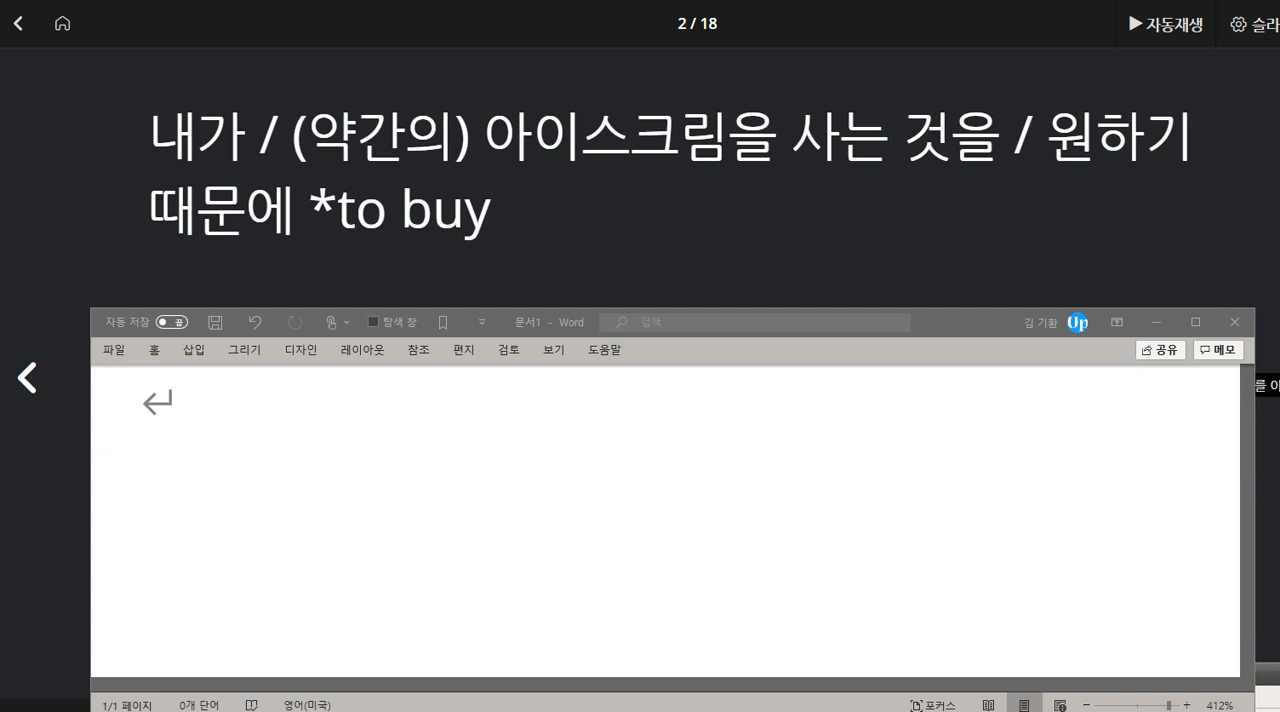 2 / 18
자동재생
슬라
내가 / (약간의) 아이스크림을 사는 것을 / 원하기
때문에 *to buy
자동 저장 끔 탐색 창 문서1 - Word 검색 김 기환 Up
파일 홈 삽입 그리기 디자인 레이아웃 참조 편지 검토 보기 도움말 공유 메모
를 이
1/1 페이지 0개 단어 영어(미국) 포커스 412%